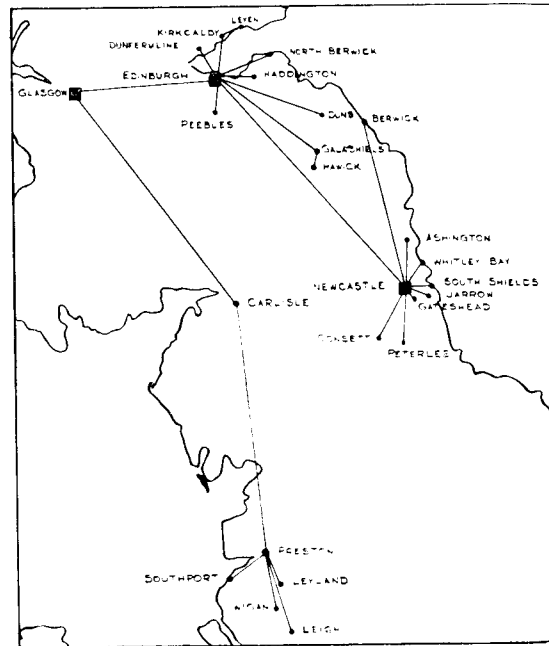 LEVEN
KIRKCALDY
DUNFERMLINE
NORTH BERWICK
EDINBURGH
HADDINGTON
GLASGOW
PEEBLES
DUNS
BERWICK
GALASHIELS
HAWICK
ASHINGTON
WHITLEY BAY
NEWCASTLE
SOUTH SHIELDS
JARROW
GATESHEAD
CARLISLE
CONSETT
PETERLEE
PRESTON
SOUTHPORT
LEYLAND
WIGAN
LEIGH